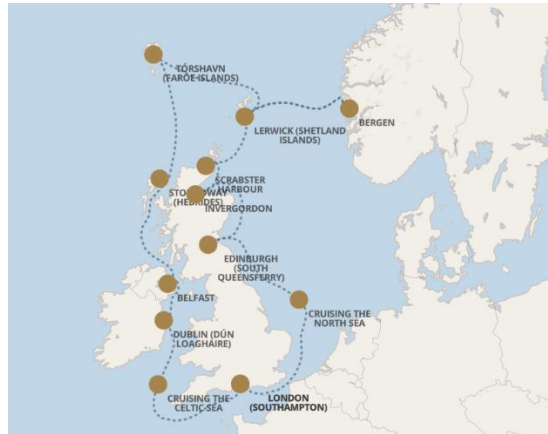 TÓRSHAVN
(FAROE ISLANDS)
LERWICK (SHETLAND
ISLANDS)
BERGEN
SCRABSTER
HARBOUR
(HEBRIDES)
INVERGORDON
EDINBURGH (SOUTH
QUEENSFERRY)
BELFAST
CRUISING THE
NORTH SEA
DUBLIN (DÚN
LOAGHAIRE)
CRUISING THE
CELTIC SEA
LONDON
(SOUTHAMPTON)